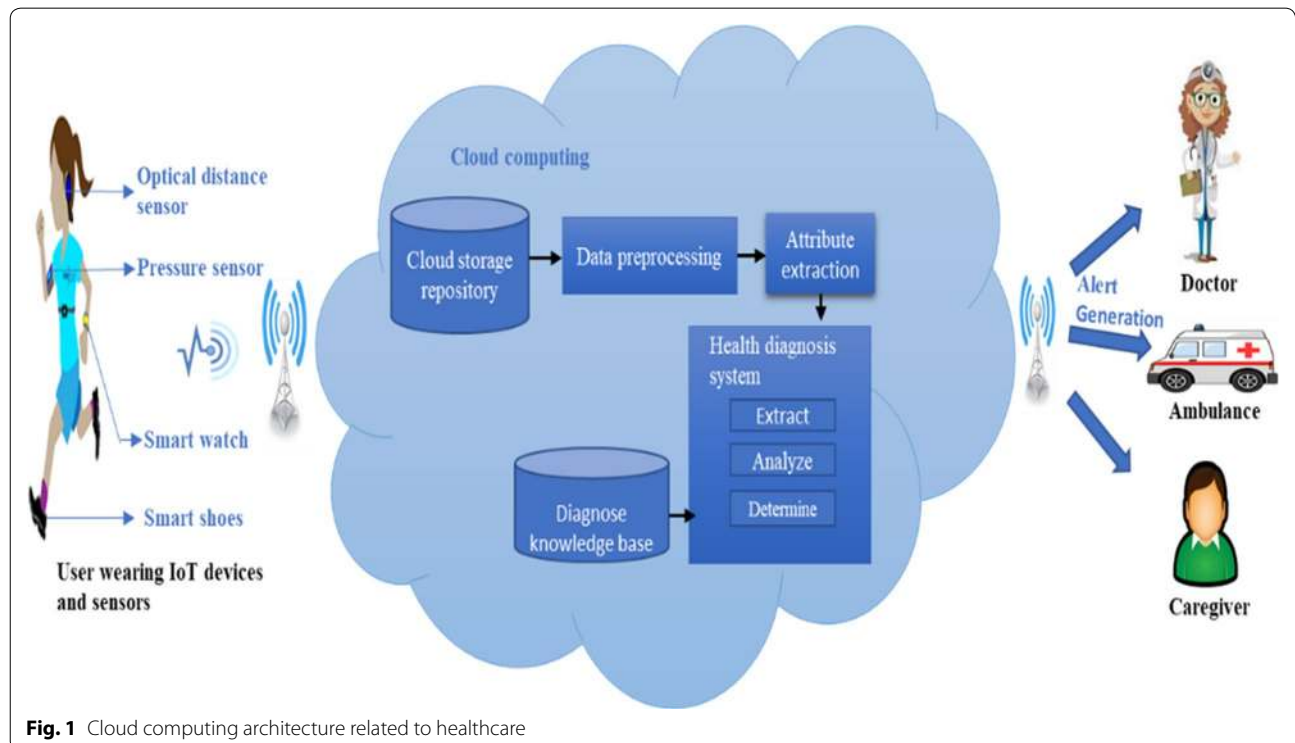 Cloud computing
Optical distance
sensor
Pressure sensor
Smart watch
Smart shoes
User wearing IoT devices
and sensors
Cloud storage
repository
Data preprocessing
Attribute
extraction
Health diagnosis
system
Extract
Analyze
Determine
Diagnose
knowledge base
Alert
Generation
Doctor
Ambulance
Caregiver
Fig. 1 Cloud computing architecture related to healthcare